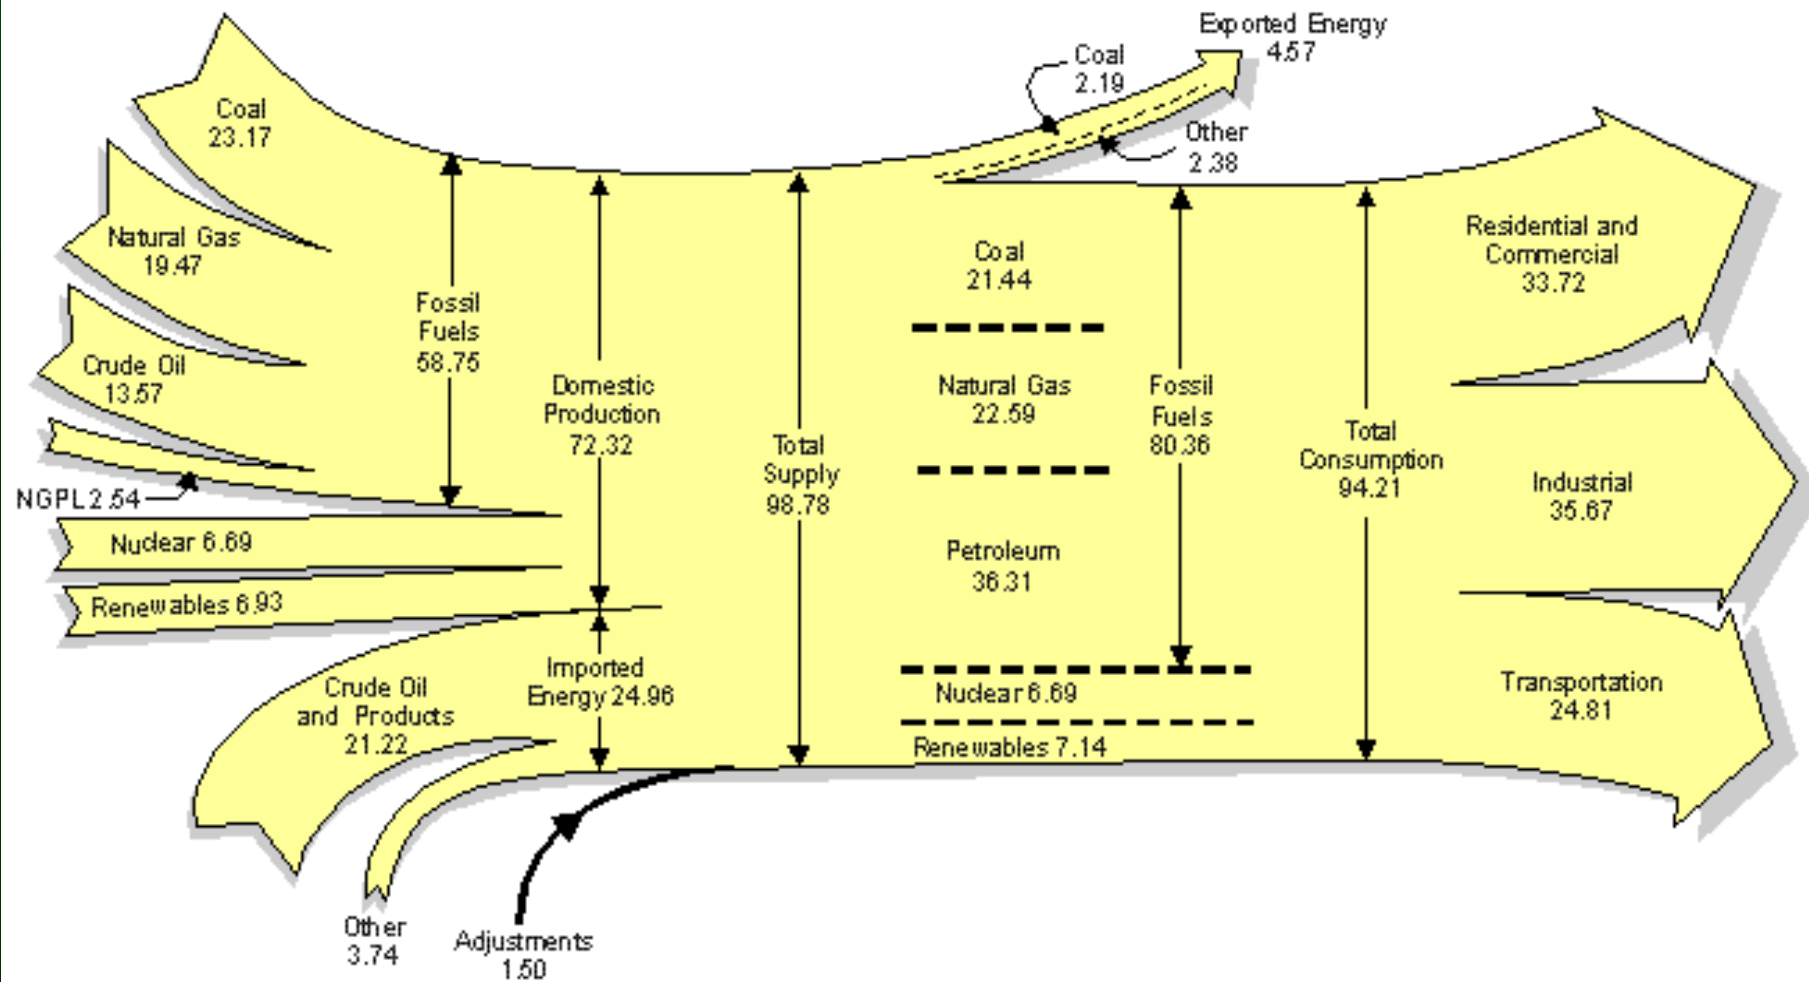 Exported Energy
4.57
Coal
2.19
Other
2.38
Coal
23.17
Natural Gas
19.47
Crude Oil
13.57
NGPL 2.54
Nuclear 6.69
Renewables 6.93
Fossil
Fuels
58.75
Domestic
Production
72.32
Imported
Energy 24.96
Crude Oil
and Products
21.22
Other
3.74
Adjustments
1.50
Total
Supply
98.78
Coal
21.44
Natural Gas
22.59
Petroleum
36.31
Nuclear 6.69
Renewables 7.14
Fossil
Fuels
80.36
Total
Consumption
94.21
Residential and
Commercial
33.72
Industrial
35.67
Transportation
24.81